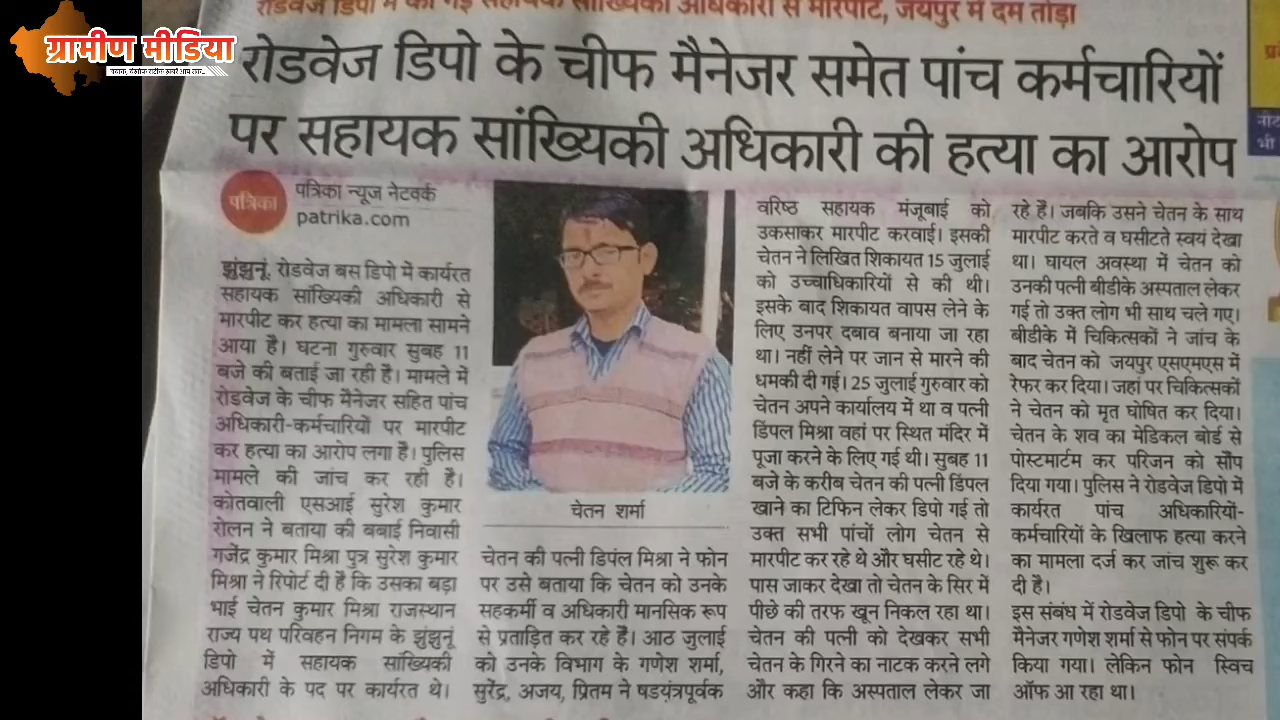 रोडवेज डिपो में की गई सहायक सांख्यिकी अधिकारी से मारपीट, जयपुर में दम तोड़ा
ग्रामीण मीडिया
रोडवेज डिपो के चीफ मैनेजर समेत पांच कर्मचारियों
पर सहायक सांख्यिकी अधिकारी की हत्या का आरोप
पत्रिका
पत्रिका न्यूज नेटवर्क
patrika.com
झुंझुनूं. रोडवेज बस डिपो में कार्यरत
सहायक सांख्यिकी अधिकारी से
मारपीट कर हत्या का मामला सामने
आया है। घटना गुरुवार सुबह 11
बजे की बताई जा रही है। मामले में
रोडवेज के चीफ मैनेजर सहित पांच
अधिकारी-कर्मचारियों पर मारपीट
कर हत्या का आरोप लगा है। पुलिस
मामले की जांच कर रही है।
कोतवाली एसआई सुरेश कुमार
रोलन ने बताया की बबाई निवासी
गजेंद्र कुमार मिश्रा पुत्र सुरेश कुमार
मिश्रा ने रिपोर्ट दी है कि उसका बड़ा
भाई चेतन कुमार मिश्रा राजस्थान
राज्य पथ परिवहन निगम के झुंझुनूं
डिपो में सहायक सांख्यिकी
अधिकारी के पद पर कार्यरत थे।
चेतन शर्मा
चेतन की पत्नी डिपंल मिश्रा ने फोन
पर उसे बताया कि चेतन को उनके
सहकर्मी व अधिकारी मानसिक रूप
से प्रताड़ित कर रहे हैं। आठ जुलाई
को उनके विभाग के गणेश शर्मा,
सुरेंद्र, अजय, प्रितम ने षडय़ंत्रपूर्वक
वरिष्ठ सहायक मंजूबाई को
उकसाकर मारपीट करवाई। इसकी
चेतन ने लिखित शिकायत 15 जुलाई
को उच्चाधिकारियों से की थी।
इसके बाद शिकायत वापस लेने के
लिए उनपर दबाव बनाया जा रहा
था। नहीं लेने पर जान से मारने की
धमकी दी गई। 25 जुलाई गुरुवार को
चेतन अपने कार्यालय में था व पत्नी
डिंपल मिश्रा वहां पर स्थित मंदिर में
पूजा करने के लिए गई थी। सुबह 11
बजे के करीब चेतन की पत्नी डिंपल
खाने का टिफिन लेकर डिपो गई तो
उक्त सभी पांचों लोग चेतन से
मारपीट कर रहे थे और घसीट रहे थे।
पास जाकर देखा तो चेतन के सिर में
पीछे की तरफ खून निकल रहा था।
चेतन की पत्नी को देखकर सभी
चेतन के गिरने का नाटक करने लगे
और कहा कि अस्पताल लेकर जा
रहे है। जबकि उसने चेतन के साथ
मारपीट करते व घसीटते स्वयं देखा
था। घायल अवस्था में चेतन को
उनकी पत्नी बीडीके अस्पताल लेकर
गई तो उक्त लोग भी साथ चले गए।
बीडीके में चिकित्सकों ने जांच के
बाद चेतन को जयपुर एसएमएस में
रेफर कर दिया। जहां पर चिकित्सकों
ने चेतन को मृत घोषित कर दिया।
चेतन के शव का मेडिकल बोर्ड से
पोस्टमार्टम कर परिजन को सौंप
दिया गया। पुलिस ने रोडवेज डिपो में
कार्यरत पांच अधिकारियों-
कर्मचारियों के खिलाफ हत्या करने
का मामला दर्ज कर जांच शुरू कर
दी है।
इस संबंध में रोडवेज डिपो के चीफ
मैनेजर गणेश शर्मा से फोन पर संपर्क
किया गया। लेकिन फोन स्विच
ऑफ आ रहा था।